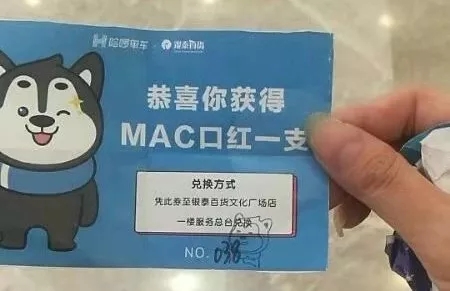 哈啰单车 · 银泰百货
恭喜你获得
MAC口红一支
兑换方式
凭此券至银泰百货文化广场店
一楼服务总台兑换
NO. 038